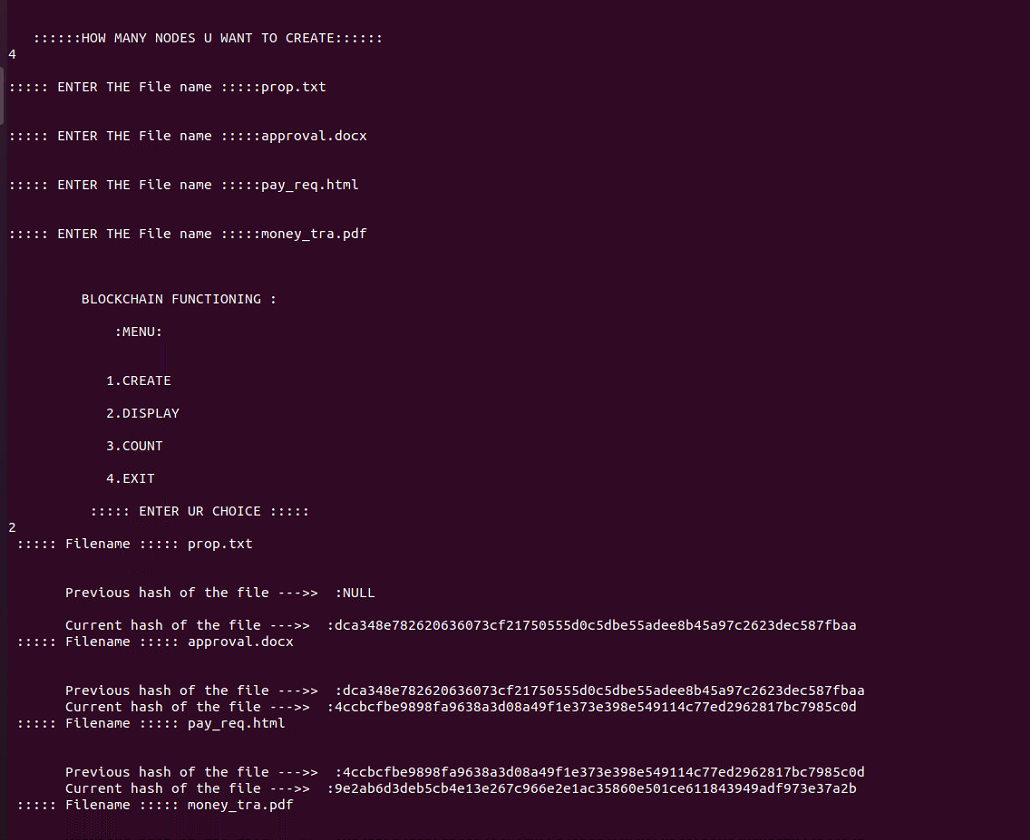 ::::::HOW MANY NODES U WANT TO CREATE::::::
4
::::: ENTER THE File name :::::prop.txt
::::: ENTER THE File name :::::approval.docx
::::: ENTER THE File name :::::pay_req.html
::::: ENTER THE File name :::::money_tra.pdf
BLOCKCHAIN FUNCTIONING :
:MENU:
1.CREATE
2.DISPLAY
3.COUNT
4.EXIT
::::: ENTER UR CHOICE :::::
2
::::: Filename ::::: prop.txt
Previous hash of the file --->>  :NULL
Current hash of the file --->>  :dca348e782620636073cf21750555d0c5dbe55adee8b45a97c2623dec587fbaa
::::: Filename ::::: approval.docx
Previous hash of the file --->>  :dca348e782620636073cf21750555d0c5dbe55adee8b45a97c2623dec587fbaa
Current hash of the file --->>  :4ccbcfbe9898fa9638a3d08a49f1e373e398e549114c77ed2962817bc7985c0d
::::: Filename ::::: pay_req.html
Previous hash of the file --->>  :4ccbcfbe9898fa9638a3d08a49f1e373e398e549114c77ed2962817bc7985c0d
Current hash of the file --->>  :9e2ab6d3deb5cb4e13e267c966e2e1ac35860e501ce611843949adf973e37a2b
::::: Filename ::::: money_tra.pdf